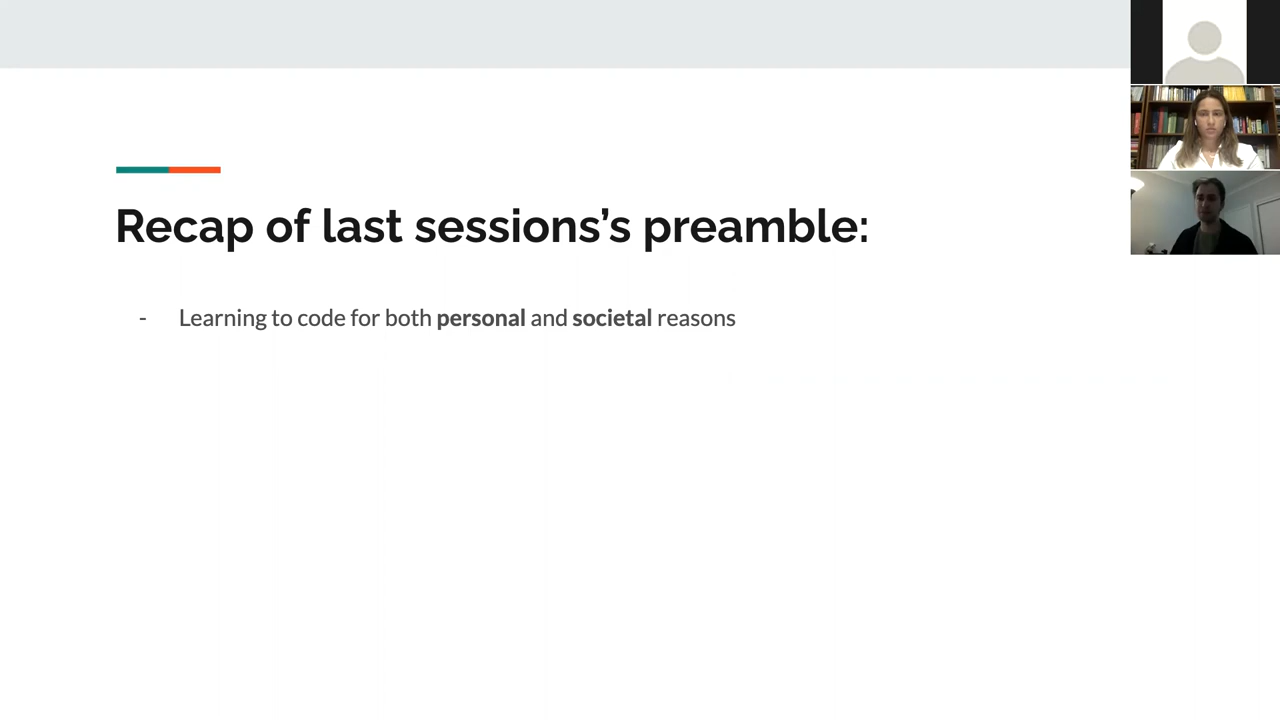 Recap of last sessions’s preamble:
- Learning to code for both personal and societal reasons